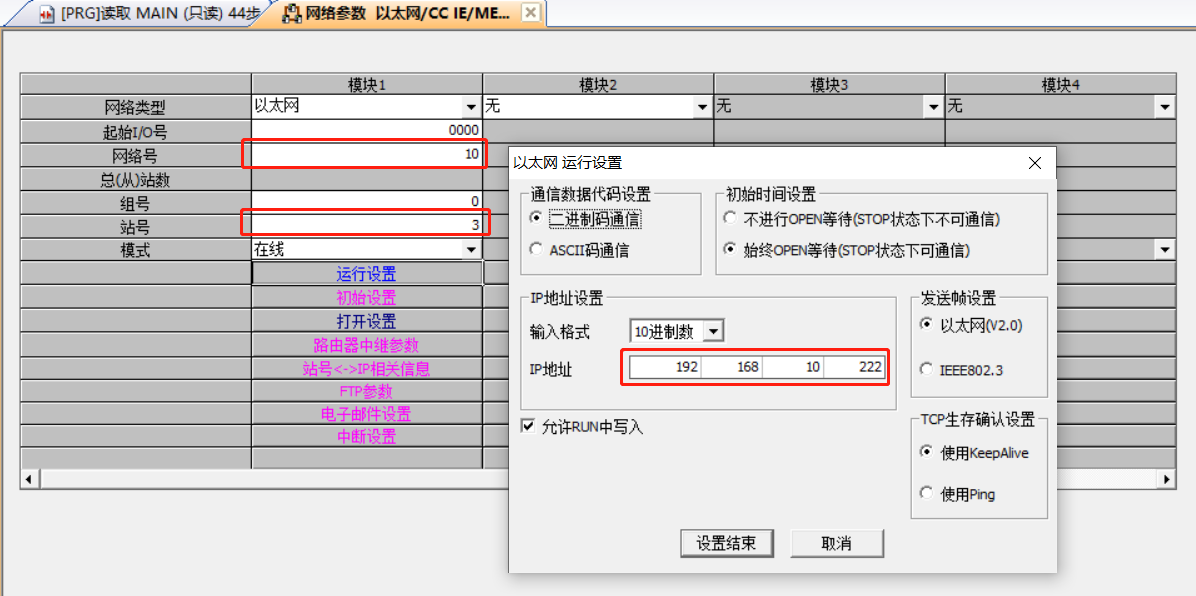 [PRG]读取 MAIN (只读) 44步
网络参数 以太网/CC IE/ME...
模块1 模块2 模块3 模块4
网络类型 以太网 无 无 无
起始I/O号 0000
网络号 10
总(从)站数
组号 0
站号 3
模式 在线
运行设置
初始设置
打开设置
路由器中继参数
站号<->IP相关信息
FTP参数
电子邮件设置
中断设置
以太网 运行设置
通信数据代码设置
二进制码通信
ASCII码通信
初始时间设置
不进行OPEN等待(STOP状态下不可通信)
始终OPEN等待(STOP状态下可通信)
IP地址设置
输入格式 10进制数
IP地址 192 168 10 222
发送帧设置
以太网(V2.0)
IEEE802.3
允许RUN中写入
TCP生存确认设置
使用KeepAlive
使用Ping
设置结束 取消